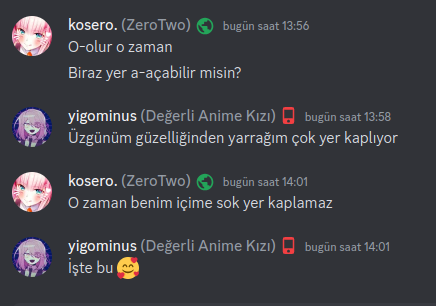 kosero. (ZeroTwo) bugün saat 13:56
O-olur o zaman
Biraz yer a-açabilir misin?
yigominus (Değerli Anime Kızı) bugün saat 13:58
Üzgünüm güzelliğinden yarrağım çok yer kaplıyor
kosero. (ZeroTwo) bugün saat 14:01
O zaman benim içime sok yer kaplamaz
yigominus (Değerli Anime Kızı) bugün saat 14:01
İşte bu 🥰